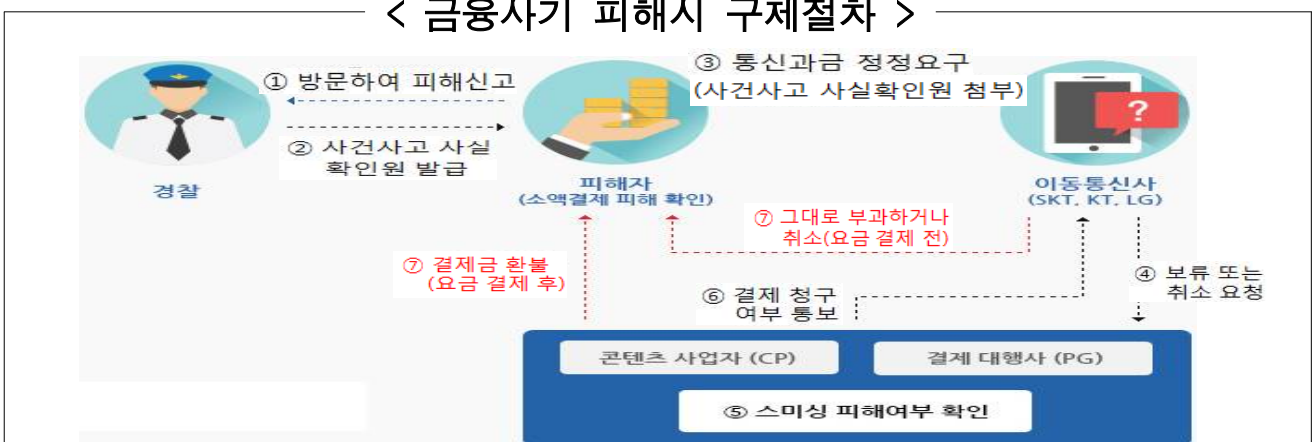 < 금융사기 피해시 구제절차 >
① 방문하여 피해신고
② 사건사고 사실
확인원 발급
경찰
③ 통신과금 정정요구
(사건사고 사실확인원 첨부)
?
피해자
(소액결제 피해 확인)
이동통신사
(SKT, KT, LG)
⑦ 그대로 부과하거나
취소(요금 결제 전)
⑦ 결제금 환불
(요금 결제 후)
④ 보류 또는
취소 요청
⑥ 결제 청구
여부 통보
콘텐츠 사업자 (CP)
결제 대행사 (PG)
⑤ 스미싱 피해여부 확인